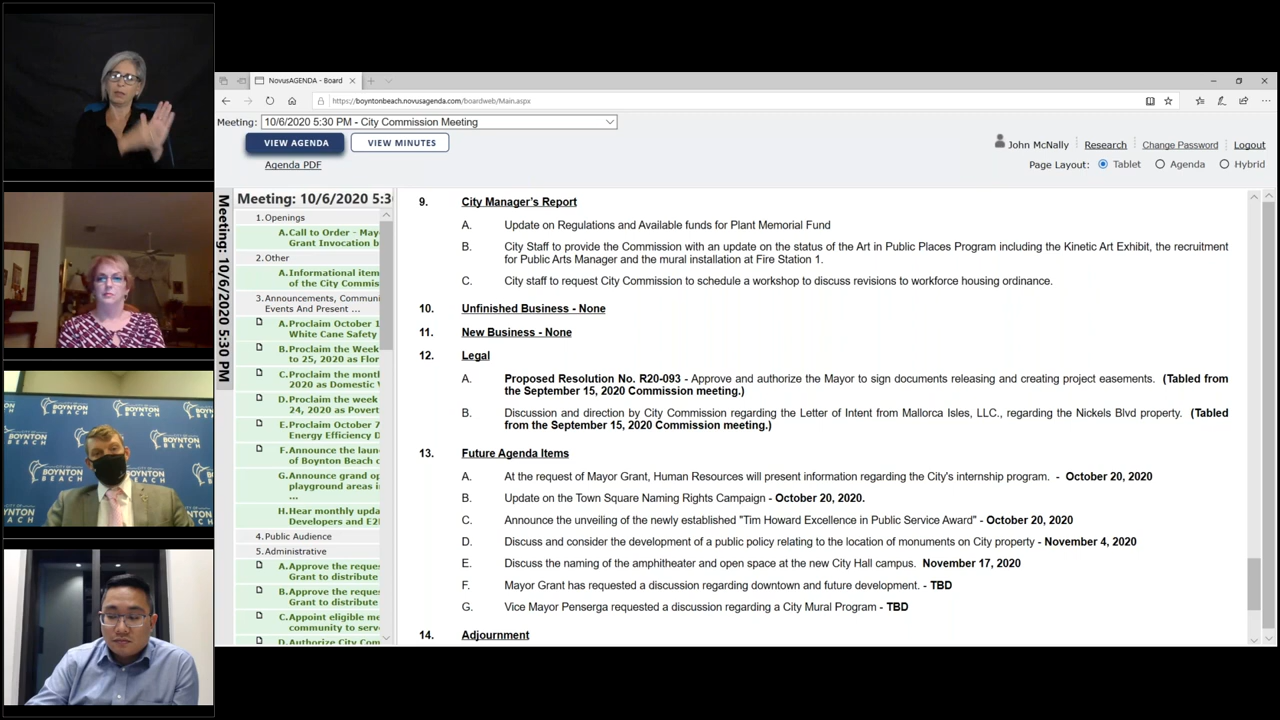 NovusAGENDA - Board
https://boyntonbeach.novusagenda.com/boardweb/Main.aspx
Meeting: 10/6/2020 5:30 PM - City Commission Meeting
VIEW AGENDA VIEW MINUTES
Agenda PDF
John McNally Research Change Password Logout
Page Layout: Tablet Agenda Hybrid
Meeting: 10/6/2020 5:30 PM
Meeting: 10/6/2020 5:3
1.Openings
A.Call to Order - May
Grant Invocation b
2.Other
A.Informational item
of the City Commiss
3.Announcements, Commun
Events And Present ...
A.Proclaim October 1
White Cane Safety
B.Proclaim the Week
to 25, 2020 as Flor
C.Proclaim the mont
2020 as Domestic V
D.Proclaim the week
24, 2020 as Povert
E.Proclaim October 7
Energy Efficiency D
F.Announce the laun
of Boynton Beach c
G.Announce grand op
playground areas i
...
H.Hear monthly upda
Developers and E2
4.Public Audience
5.Administrative
A.Approve the reque
Grant to distribute
B.Approve the reque
Grant to distribute
C.Appoint eligible me
community to serv
D.Authorize City Com
9. City Manager's Report
A. Update on Regulations and Available funds for Plant Memorial Fund
B. City Staff to provide the Commission with an update on the status of the Art in Public Places Program including the Kinetic Art Exhibit, the recruitment
for Public Arts Manager and the mural installation at Fire Station 1.
C. City staff to request City Commission to schedule a workshop to discuss revisions to workforce housing ordinance.
10. Unfinished Business - None
11. New Business - None
12. Legal
A. Proposed Resolution No. R20-093 - Approve and authorize the Mayor to sign documents releasing and creating project easements. (Tabled from
the September 15, 2020 Commission meeting.)
B. Discussion and direction by City Commission regarding the Letter of Intent from Mallorca Isles, LLC., regarding the Nickels Blvd property. (Tabled
from the September 15, 2020 Commission meeting.)
13. Future Agenda Items
A. At the request of Mayor Grant, Human Resources will present information regarding the City's internship program. - October 20, 2020
B. Update on the Town Square Naming Rights Campaign - October 20, 2020.
C. Announce the unveiling of the newly established "Tim Howard Excellence in Public Service Award" - October 20, 2020
D. Discuss and consider the development of a public policy relating to the location of monuments on City property - November 4, 2020
E. Discuss the naming of the amphitheater and open space at the new City Hall campus. November 17, 2020
F. Mayor Grant has requested a discussion regarding downtown and future development. - TBD
G. Vice Mayor Penserga requested a discussion regarding a City Mural Program - TBD
14. Adjournment
BOYNTON
BEACH